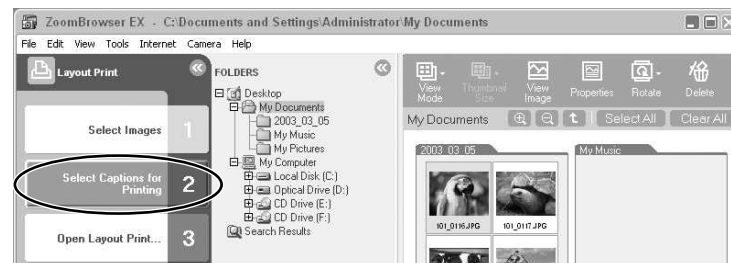 ZoomBrowser EX - C:\Documents and Settings\Administrator\My Documents
File Edit View Tools Internet Camera Help
Layout Print
Select Images 1
Select Captions for
Printing 2
Open Layout Print... 3
FOLDERS
Desktop
My Documents
2003_03_05
My Music
My Pictures
My Computer
Local Disk (C:)
Optical Drive (D:)
CD Drive (E:)
CD Drive (F:)
Search Results
View
Mode
Thumbnail
Size
View
Image
Properties
Rotate
Delete
My Documents
Select All
Clear All
2003_03_05
My Music
101_0116.JPG
101_0117.JPG